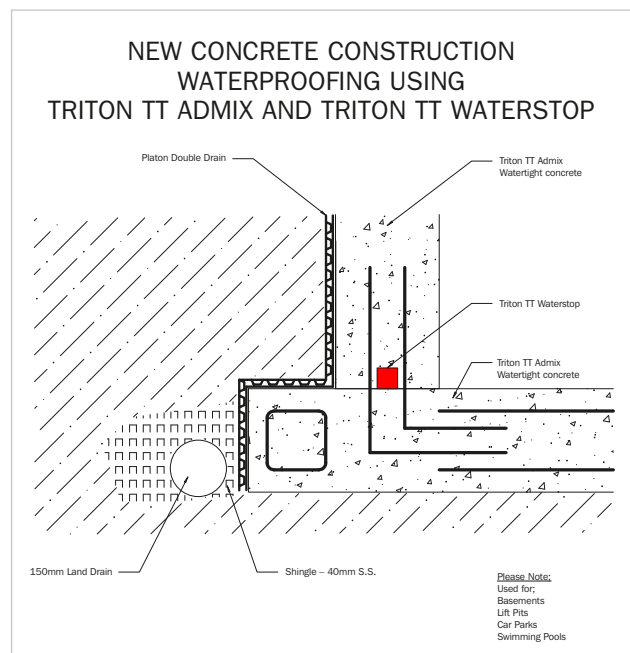 NEW CONCRETE CONSTRUCTION
WATERPROOFING USING
TRITON TT ADMIX AND TRITON TT WATERSTOP
Platon Double Drain
Triton TT Admix
Watertight concrete
Triton TT Waterstop
Triton TT Admix
Watertight concrete
150mm Land Drain
Shingle – 40mm S.S.
Please Note:
Used for;
Basements
Lift Pits
Car Parks
Swimming Pools